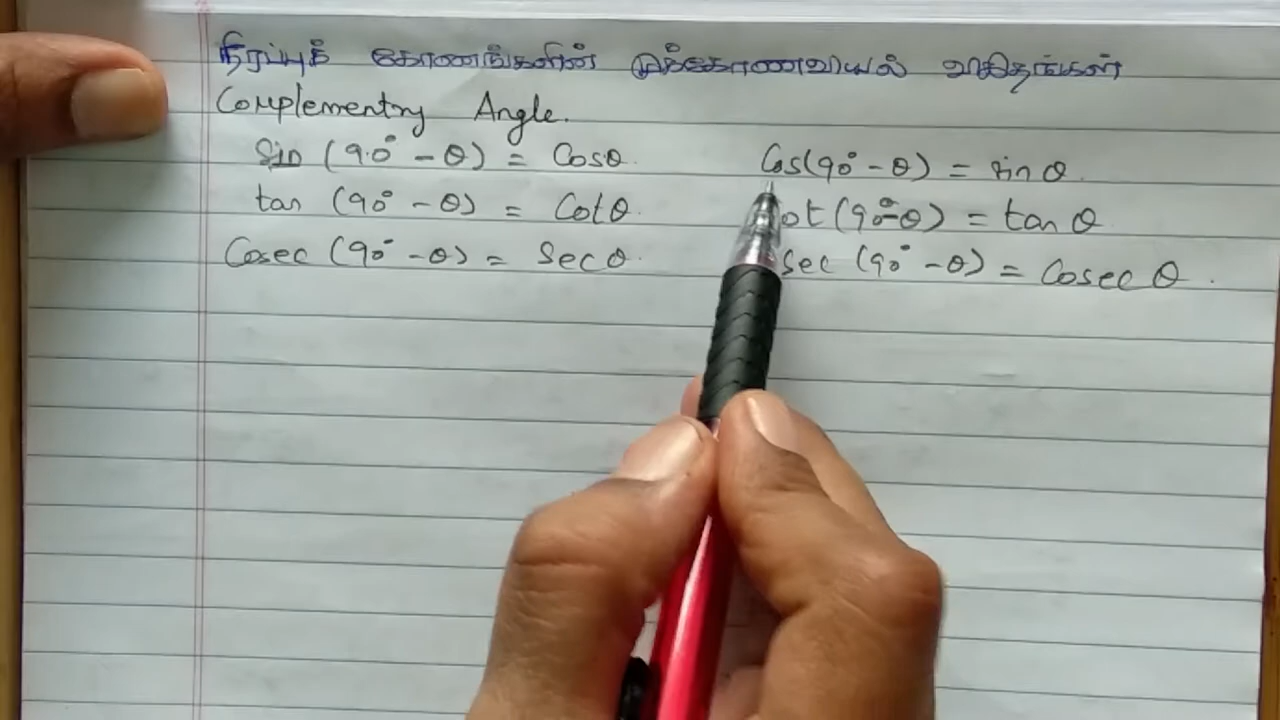 நிரப்புக் கோணங்களின் முக்கோணவியல் விகிதங்கள்
Complementry Angle.
Sin (90° - θ) = Cosθ. Cos(90° - θ) = sin θ
tan (90° - θ) = Cotθ. ot (90°-θ) = tan θ
Cosec (90° - θ) = Secθ. Sec (90° - θ) = Cosec θ.